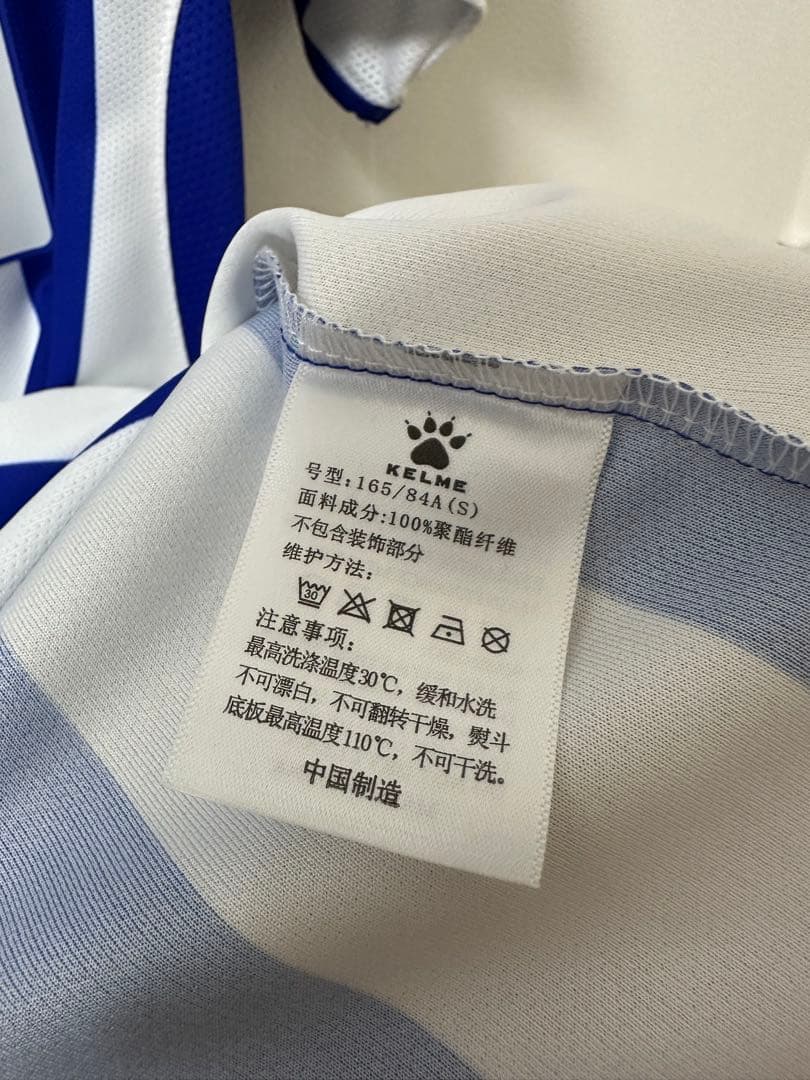 KELME
号型:165/84A(S)
面料成分:100%聚酯纤维
不包含装饰部分
维护方法:
30
注意事项:
最高洗涤温度30℃,缓和水洗
不可漂白,不可翻转干燥,熨斗
底板最高温度110℃,不可干洗。
中国制造